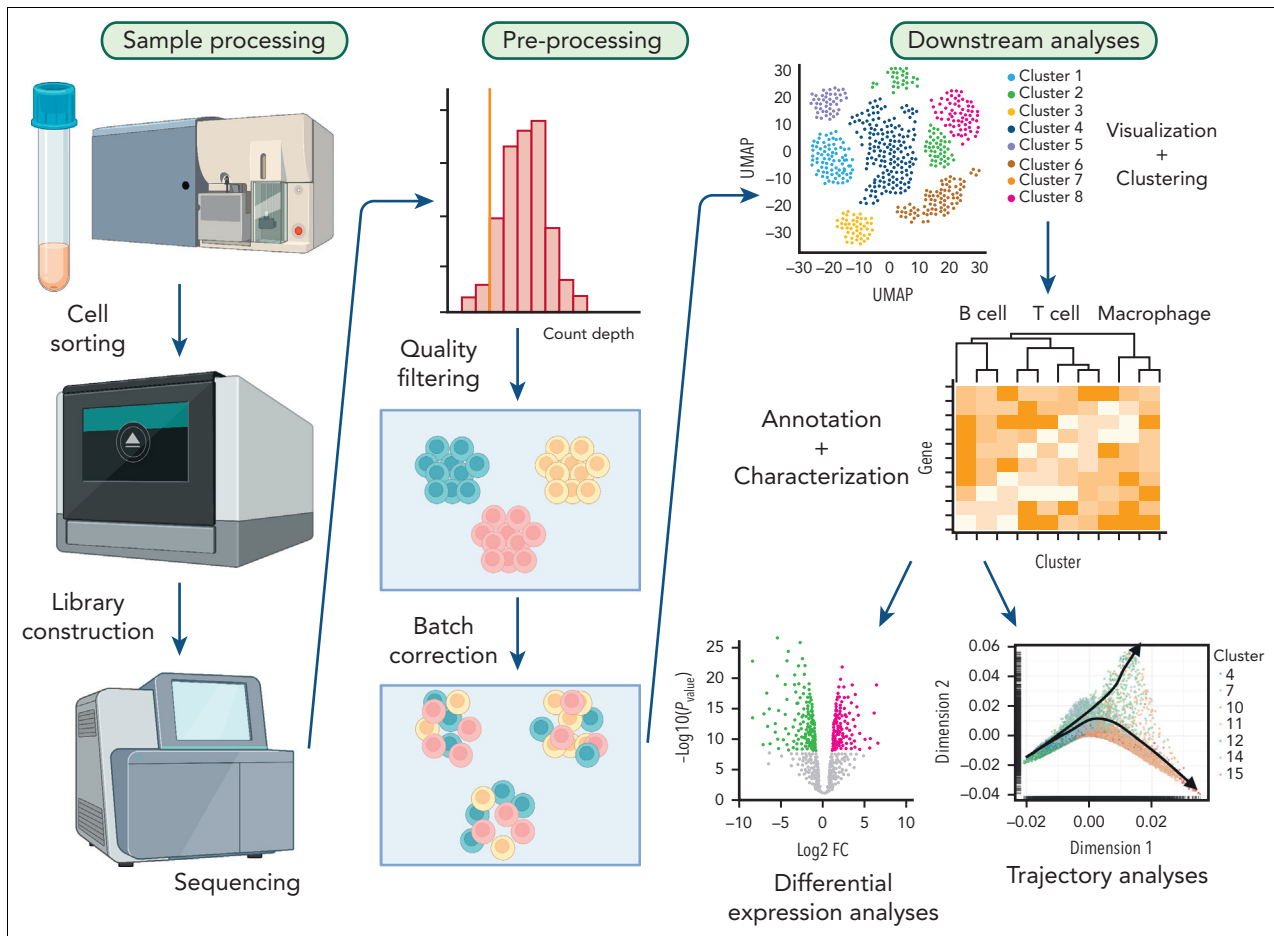 Sample processing
Cell
sorting
Library
construction
Sequencing
Pre-processing
Count depth
Quality
filtering
Batch
correction
Downstream analyses
30
20
10
0
−10
−20
−30
UMAP
−30 −20 −10 0 10 20 30
UMAP
Cluster 1
Cluster 2
Cluster 3
Cluster 4
Cluster 5
Cluster 6
Cluster 7
Cluster 8
Visualization
+
Clustering
B cell T cell Macrophage
Annotation
+
Characterization
Gene
Cluster
25
20
15
10
5
0
−Log10(Pvalue)
−10 −5 0 5 10
Log2 FC
Differential
expression analyses
0.06
0.04
0.02
0.00
−0.02
−0.04
Dimension 2
−0.02 0.00 0.02
Dimension 1
Cluster
4
7
10
11
12
14
15
Trajectory analyses